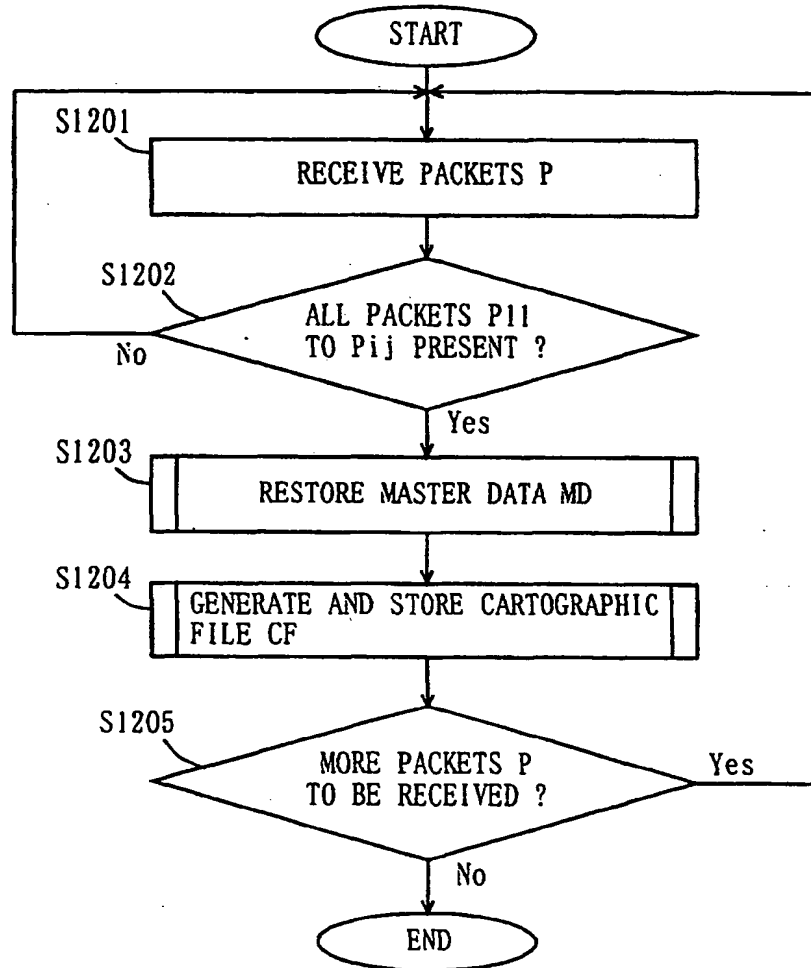 START
S1201
RECEIVE PACKETS P
S1202
ALL PACKETS P11
TO Pij PRESENT ?
No
Yes
S1203
RESTORE MASTER DATA MD
S1204
GENERATE AND STORE CARTOGRAPHIC
FILE CF
S1205
MORE PACKETS P
TO BE RECEIVED ?
Yes
No
END